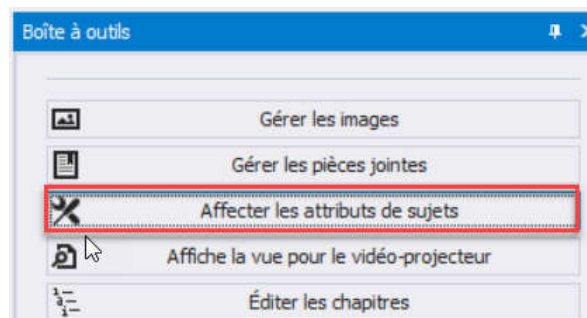 Boîte à outils
Gérer les images
Gérer les pièces jointes
Affecter les attributs de sujets
Affiche la vue pour le vidéo-projecteur
Éditer les chapitres